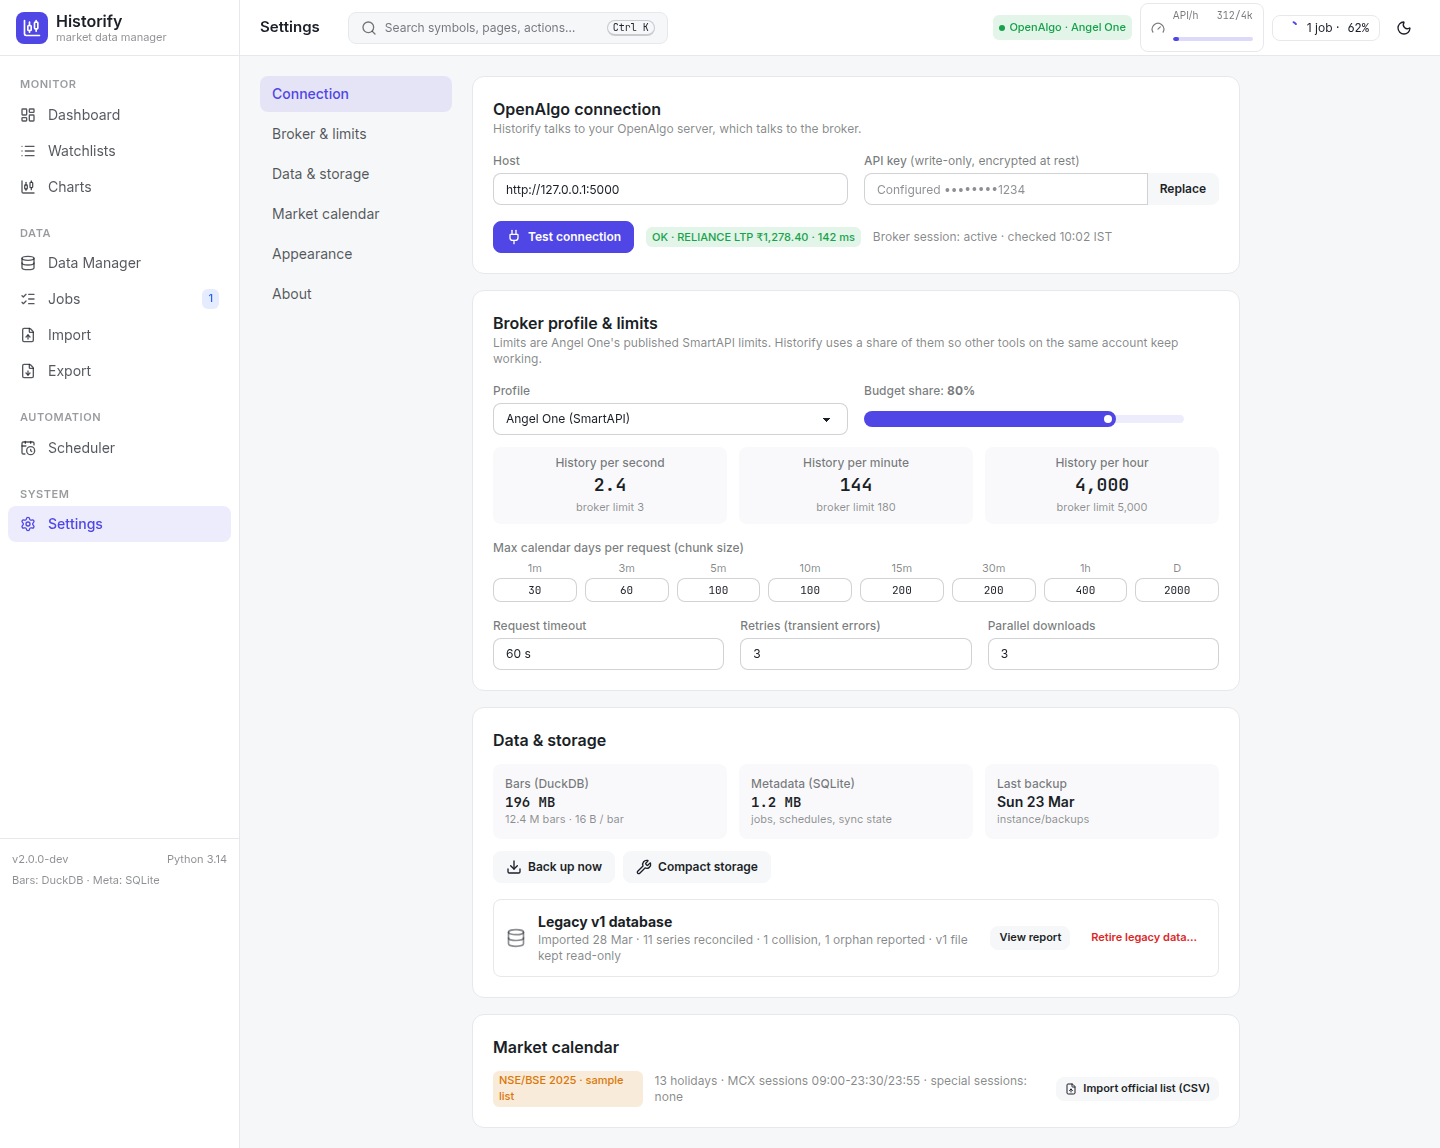 Historify
market data manager
Settings
Search symbols, pages, actions...
Ctrl K
OpenAlgo · Angel One
API/h 312/4k
1 job · 62%
MONITOR
Dashboard
Watchlists
Charts
DATA
Data Manager
Jobs 1
Import
Export
AUTOMATION
Scheduler
SYSTEM
Settings
v2.0.0-dev Python 3.14
Bars: DuckDB · Meta: SQLite
Connection
Broker & limits
Data & storage
Market calendar
Appearance
About
OpenAlgo connection
Historify talks to your OpenAlgo server, which talks to the broker.
Host
http://127.0.0.1:5000
API key (write-only, encrypted at rest)
Configured ••••••••1234
Replace
Test connection
OK · RELIANCE LTP ₹1,278.40 · 142 ms
Broker session: active · checked 10:02 IST
Broker profile & limits
Limits are Angel One's published SmartAPI limits. Historify uses a share of them so other tools on the same account keep
working.
Profile
Angel One (SmartAPI)
Budget share: 80%
History per second
2.4
broker limit 3
History per minute
144
broker limit 180
History per hour
4,000
broker limit 5,000
Max calendar days per request (chunk size)
1m 3m 5m 10m 15m 30m 1h D
30 60 100 100 200 200 400 2000
Request timeout
60 s
Retries (transient errors)
3
Parallel downloads
3
Data & storage
Bars (DuckDB)
196 MB
12.4 M bars · 16 B / bar
Metadata (SQLite)
1.2 MB
jobs, schedules, sync state
Last backup
Sun 23 Mar
instance/backups
Back up now
Compact storage
Legacy v1 database
Imported 28 Mar · 11 series reconciled · 1 collision, 1 orphan reported · v1 file
kept read-only
View report
Retire legacy data...
Market calendar
NSE/BSE 2025 · sample
list
13 holidays · MCX sessions 09:00-23:30/23:55 · special sessions:
none
Import official list (CSV)